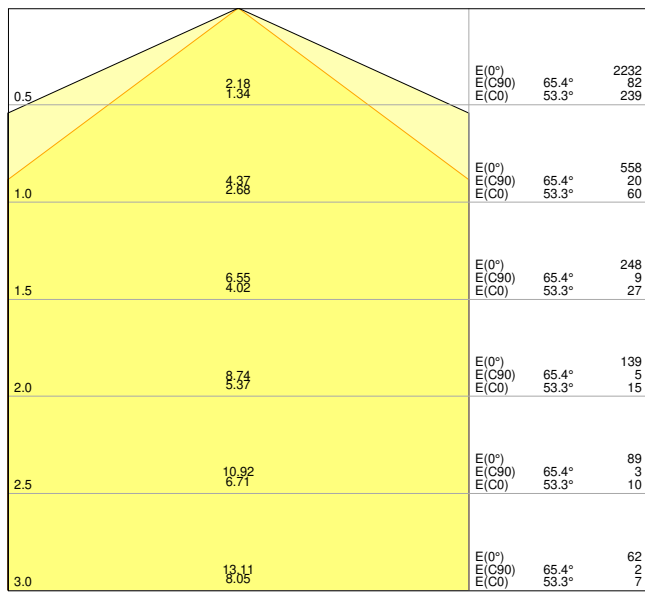 2.18
1.34
0.5
E(0°) 2232
E(C90) 65.4° 82
E(C0) 53.3° 239
4.37
2.68
1.0
E(0°) 558
E(C90) 65.4° 20
E(C0) 53.3° 60
6.55
4.02
1.5
E(0°) 248
E(C90) 65.4° 9
E(C0) 53.3° 27
8.74
5.37
2.0
E(0°) 139
E(C90) 65.4° 5
E(C0) 53.3° 15
10.92
6.71
2.5
E(0°) 89
E(C90) 65.4° 3
E(C0) 53.3° 10
13.11
8.05
3.0
E(0°) 62
E(C90) 65.4° 2
E(C0) 53.3° 7